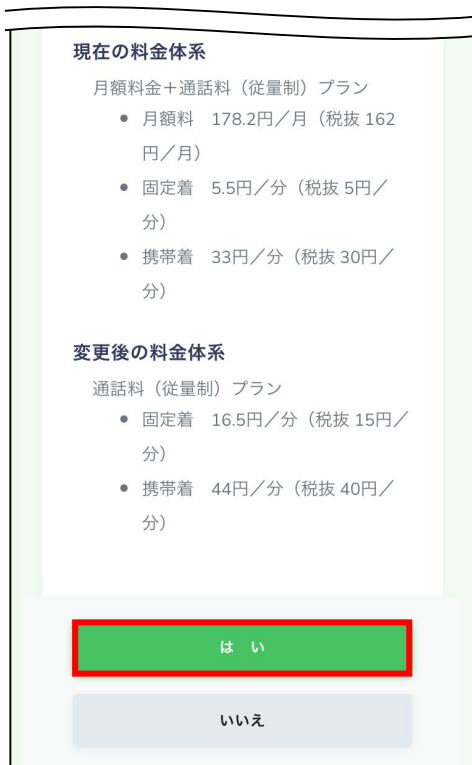 現在の料金体系
月額料金＋通話料（従量制）プラン
● 月額料　178.2円／月（税抜 162
円／月）
● 固定着　5.5円／分（税抜 5円／
分）
● 携帯着　33円／分（税抜 30円／
分）
変更後の料金体系
通話料（従量制）プラン
● 固定着　16.5円／分（税抜 15円／
分）
● 携帯着　44円／分（税抜 40円／
分）
は　い
いいえ